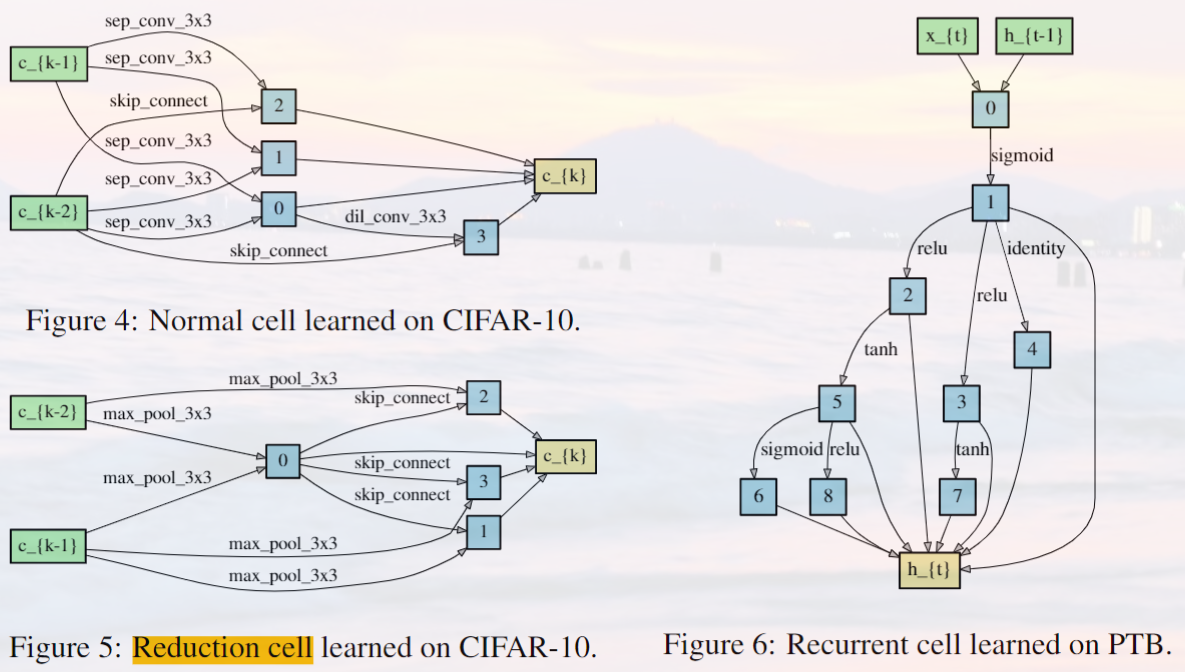 sep_conv_3x3
c_{k-1}
sep_conv_3x3
skip_connect
2
sep_conv_3x3
1
c_{k}
sep_conv_3x3
c_{k-2}
0
sep_conv_3x3
dil_conv_3x3
3
skip_connect
Figure 4: Normal cell learned on CIFAR-10.
max_pool_3x3
c_{k-2}
skip_connect
2
max_pool_3x3
0
c_{k}
skip_connect
max_pool_3x3
3
skip_connect
1
c_{k-1}
max_pool_3x3
max_pool_3x3
Figure 5: Reduction cell learned on CIFAR-10.
x_{t}
h_{t-1}
0
sigmoid
1
relu
identity
2
relu
tanh
4
5
3
sigmoid
relu
tanh
6
8
7
h_{t}
Figure 6: Recurrent cell learned on PTB.